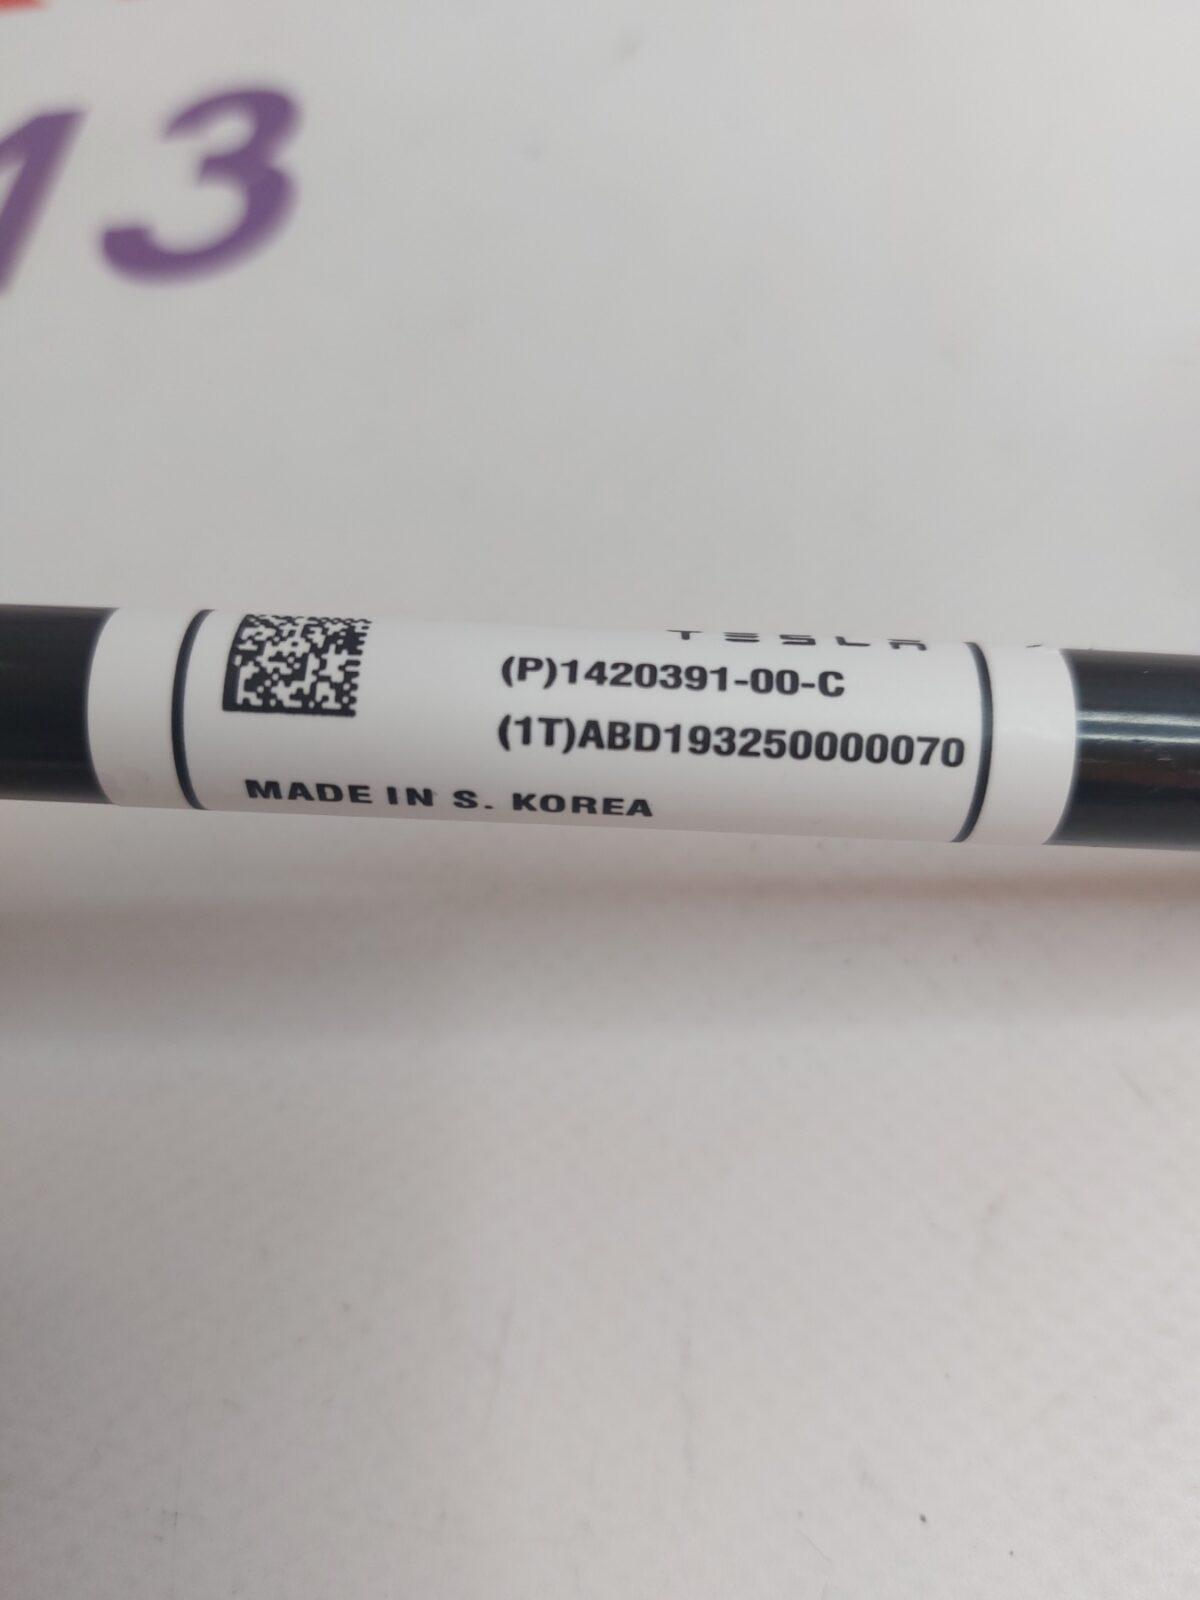 13
TESLA
(P)1420391-00-C
(1T)ABD193250000070
MADE IN S. KOREA